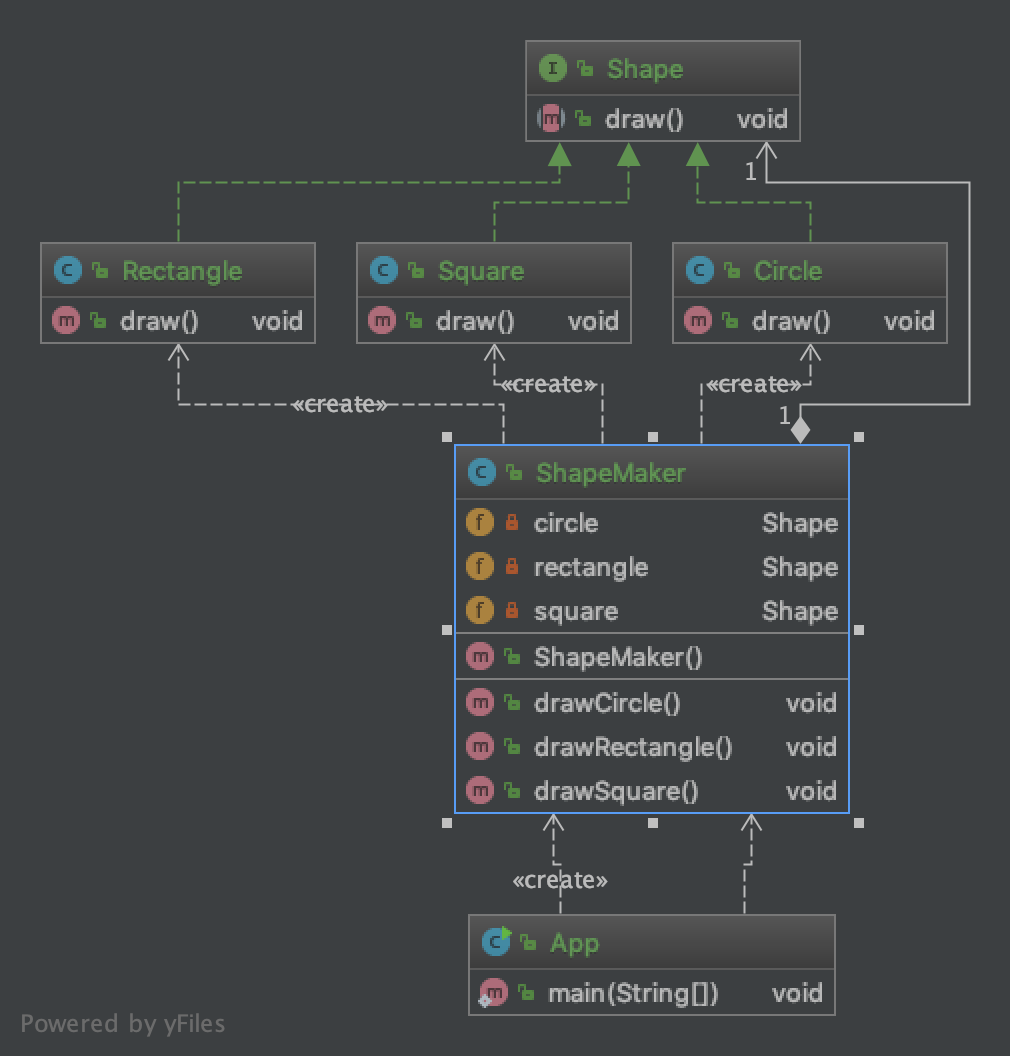 I Shape
m draw() void
1
C Rectangle
m draw() void
C Square
m draw() void
C Circle
m draw() void
«create»
«create»
«create»
1
C ShapeMaker
f circle Shape
f rectangle Shape
f square Shape
m ShapeMaker()
m drawCircle() void
m drawRectangle() void
m drawSquare() void
«create»
C App
m main(String[]) void
Powered by yFiles